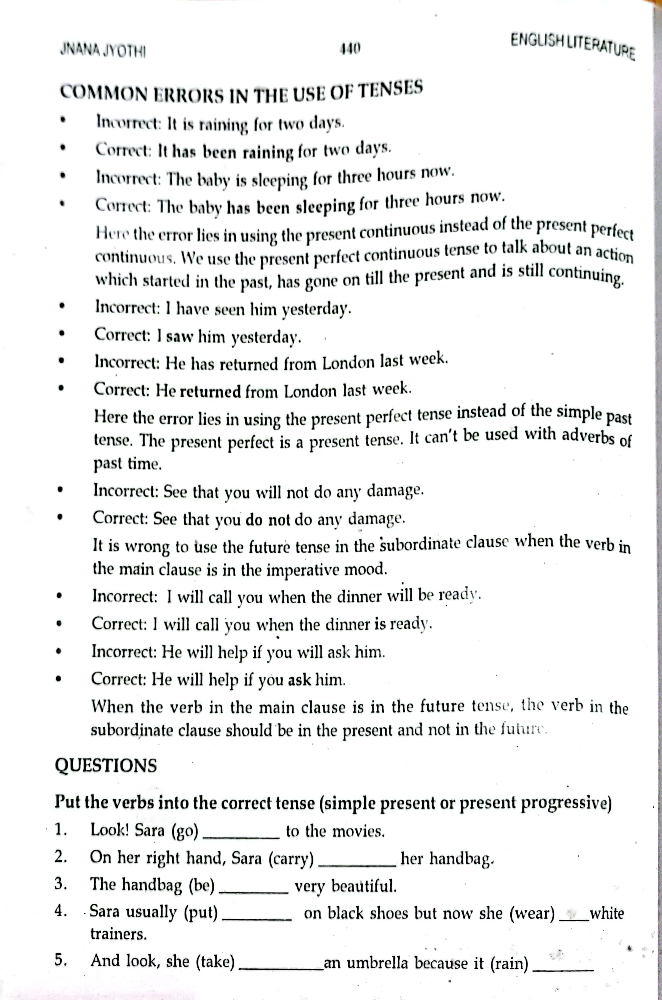 JNANA JYOTHI
440
ENGLISH LITERATURE
COMMON ERRORS IN THE USE OF TENSES
• Incorrect: It is raining for two days.
• Correct: It has been raining for two days.
• Incorrect: The baby is sleeping for three hours now.
• Correct: The baby has been sleeping for three hours now.
Here the error lies in using the present continuous instead of the present perfect
continuous. We use the present perfect continuous tense to talk about an action
which started in the past, has gone on till the present and is still continuing.
• Incorrect: I have seen him yesterday.
• Correct: I saw him yesterday.
• Incorrect: He has returned from London last week.
• Correct: He returned from London last week.
Here the error lies in using the present perfect tense instead of the simple past
tense. The present perfect is a present tense. It can't be used with adverbs of
past time.
• Incorrect: See that you will not do any damage.
• Correct: See that you do not do any damage.
It is wrong to use the future tense in the subordinate clause when the verb in
the main clause is in the imperative mood.
• Incorrect: I will call you when the dinner will be ready.
• Correct: I will call you when the dinner is ready.
• Incorrect: He will help if you will ask him.
• Correct: He will help if you ask him.
When the verb in the main clause is in the future tense, the verb in the
subordinate clause should be in the present and not in the future.
QUESTIONS
Put the verbs into the correct tense (simple present or present progressive)
1. Look! Sara (go) _________ to the movies.
2. On her right hand, Sara (carry) _________ her handbag.
3. The handbag (be) ________ very beautiful.
4. Sara usually (put) ________ on black shoes but now she (wear) ___white
trainers.
5. And look, she (take) __________an umbrella because it (rain) _______